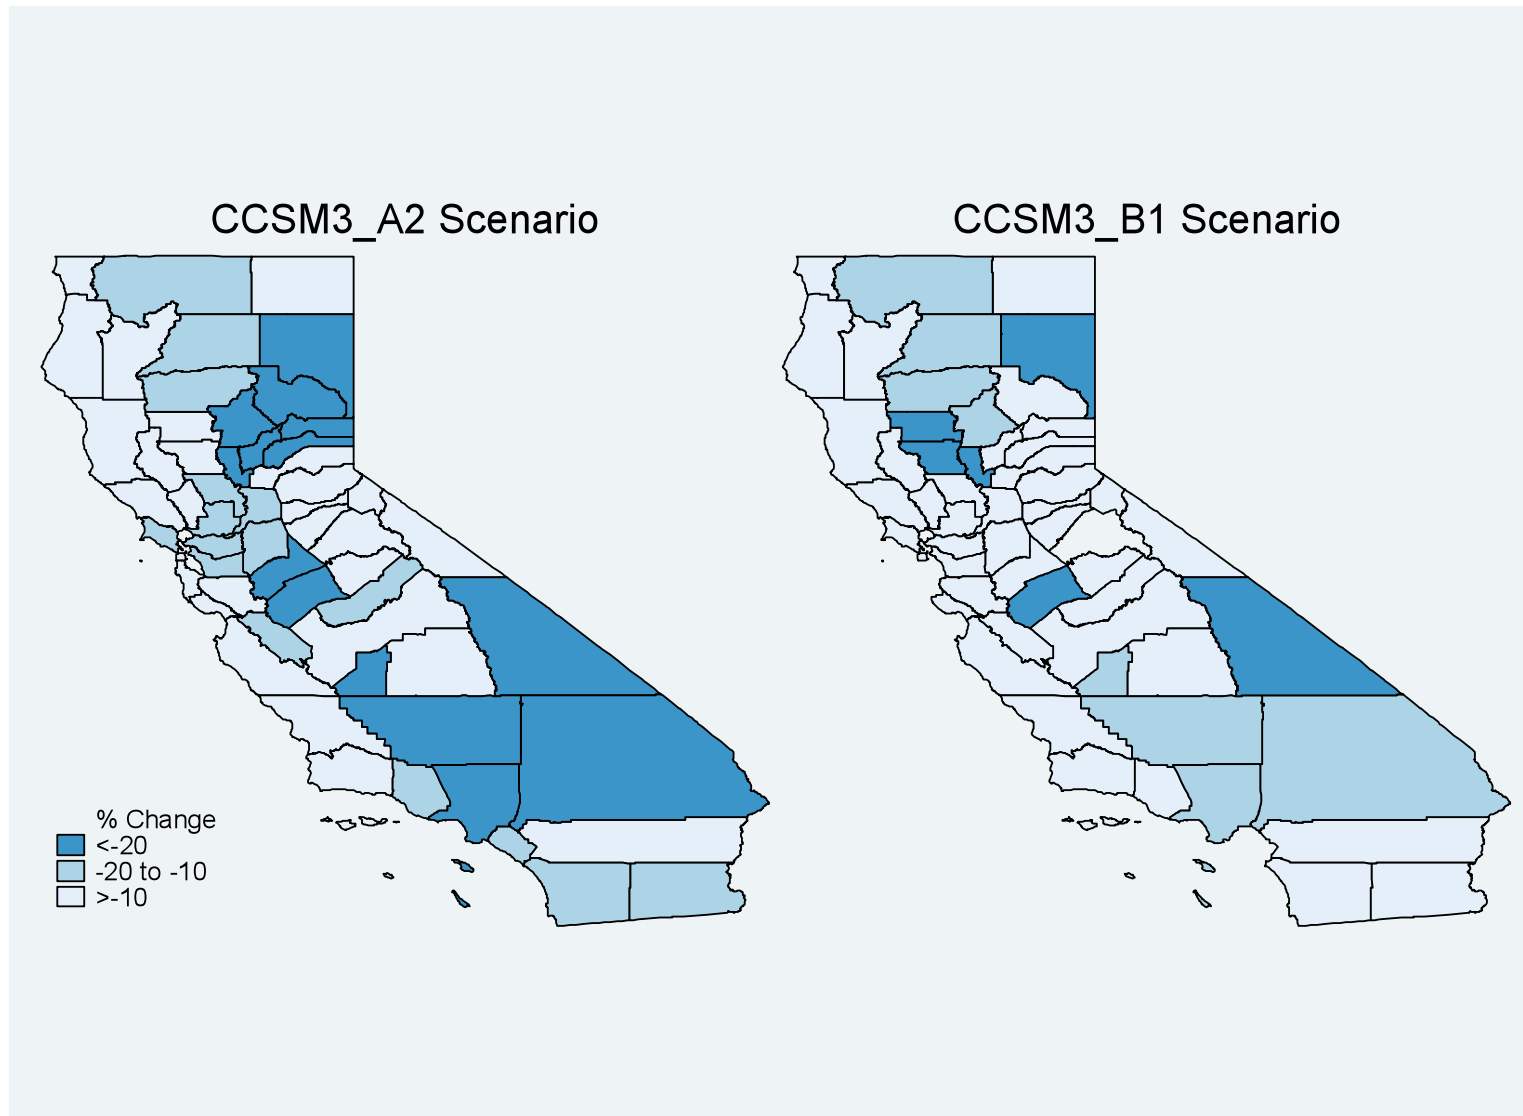 CCSM3_A2 Scenario
CCSM3_B1 Scenario
% Change
<-20
-20 to -10
>-10